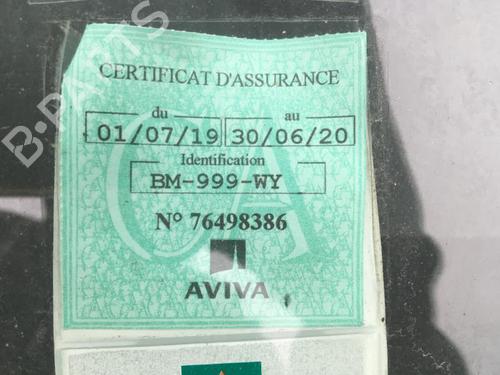 CERTIFICAT D'ASSURANCE
du au
01/07/19 30/06/20
Identification
BM-999-WY
N° 76498386
AVIVA
B-PARTS